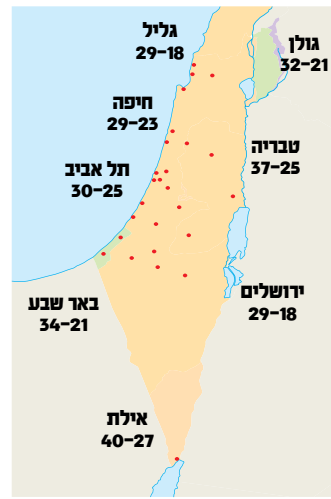 גליל
29-18
גולן
32-21
חיפה
29-23
טבריה
37-25
תל אביב
30-25
ירושלים
29-18
באר שבע
34-21
אילת
40-27